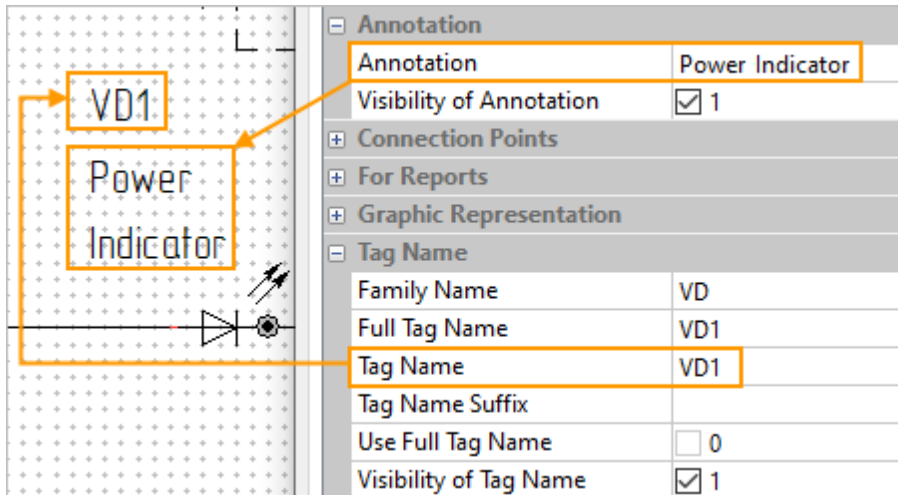 VD1
Power
Indicator
Annotation
Annotation Power Indicator
Visibility of Annotation 1
Connection Points
For Reports
Graphic Representation
Tag Name
Family Name VD
Full Tag Name VD1
Tag Name VD1
Tag Name Suffix
Use Full Tag Name 0
Visibility of Tag Name 1